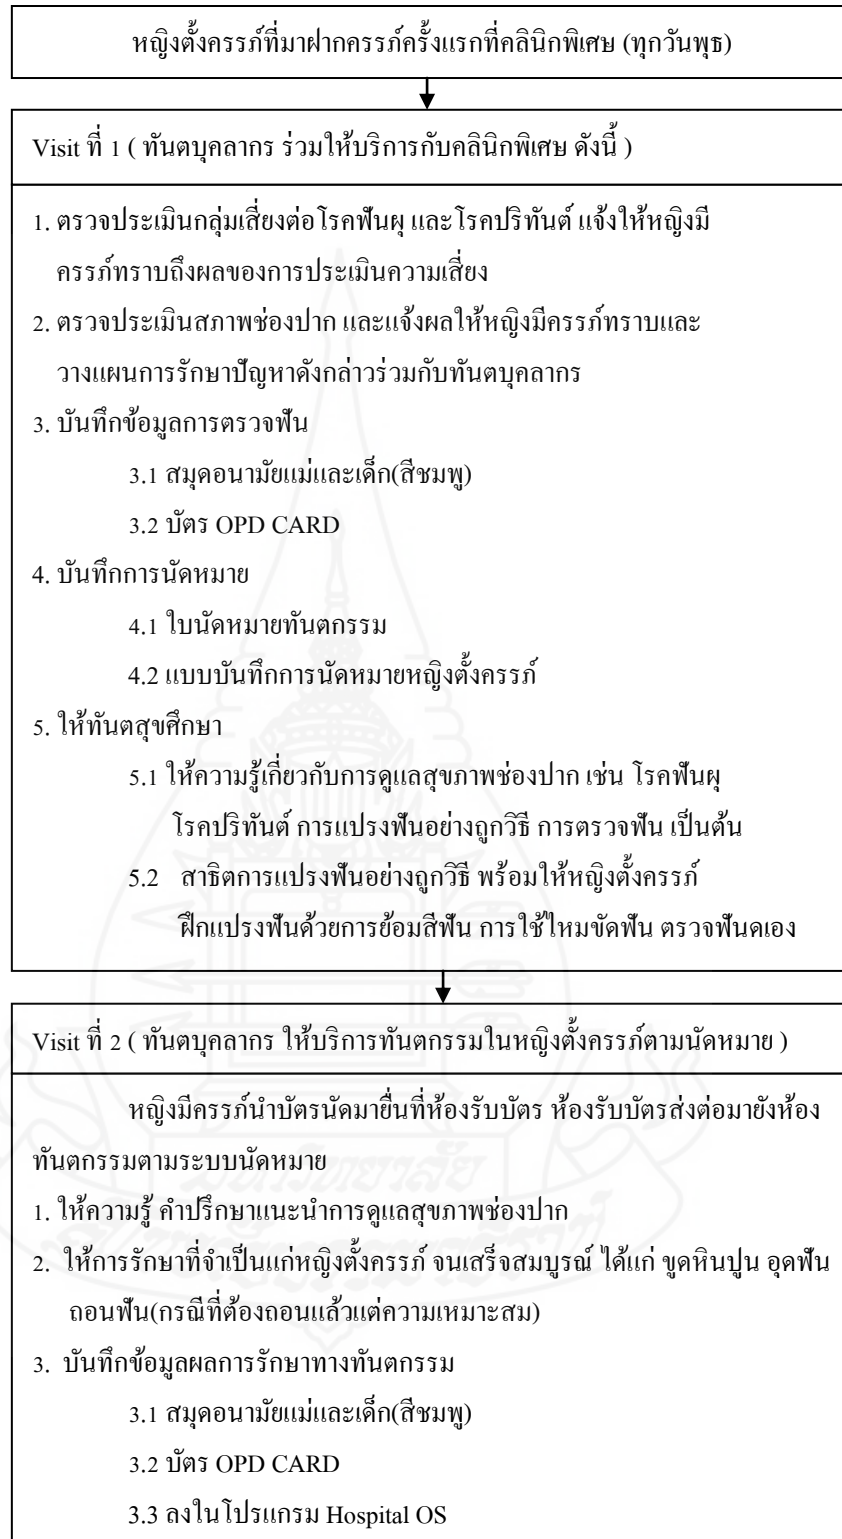 หญิงตั้งครรภ์ที่มาฝากครรภ์ครั้งแรกที่คลินิกพิเศษ (ทุกวันพุธ)
Visit ที่ 1 ( ทันตบุคลากร ร่วมให้บริการกับคลินิกพิเศษ ดังนี้ )
1. ตรวจประเมินกลุ่มเสี่ยงต่อโรคฟันผุ และโรคปริทันต์ แจ้งให้หญิงมี
ครรภ์ทราบถึงผลของการประเมินความเสี่ยง
2. ตรวจประเมินสภาพช่องปาก และแจ้งผลให้หญิงมีครรภ์ทราบและ
วางแผนการรักษาปัญหาดังกล่าวร่วมกับทันตบุคลากร
3. บันทึกข้อมูลการตรวจฟัน
3.1 สมุดอนามัยแม่และเด็ก(สีชมพู)
3.2 บัตร OPD CARD
4. บันทึกการนัดหมาย
4.1 ใบนัดหมายทันตกรรม
4.2 แบบบันทึกการนัดหมายหญิงตั้งครรภ์
5. ให้ทันตสุขศึกษา
5.1 ให้ความรู้เกี่ยวกับการดูแลสุขภาพช่องปาก เช่น โรคฟันผุ
โรคปริทันต์ การแปรงฟันอย่างถูกวิธี การตรวจฟัน เป็นต้น
5.2 สาธิตการแปรงฟันอย่างถูกวิธี พร้อมให้หญิงตั้งครรภ์
ฝึกแปรงฟันด้วยการย้อมสีฟัน การใช้ไหมขัดฟัน ตรวจฟันตเอง
Visit ที่ 2 ( ทันตบุคลากร ให้บริการทันตกรรมในหญิงตั้งครรภ์ตามนัดหมาย )
หญิงมีครรภ์นำบัตรนัดมายื่นที่ห้องรับบัตร ห้องรับบัตรส่งต่อมายังห้อง
ทันตกรรมตามระบบนัดหมาย
1. ให้ความรู้ คำปรึกษาแนะนำการดูแลสุขภาพช่องปาก
2. ให้การรักษาที่จำเป็นแก่หญิงตั้งครรภ์ จนเสร็จสมบูรณ์ ได้แก่ ขูดหินปูน อุดฟัน
ถอนฟัน(กรณีที่ต้องถอนแล้วแต่ความเหมาะสม)
3. บันทึกข้อมูลผลการรักษาทางทันตกรรม
3.1 สมุดอนามัยแม่และเด็ก(สีชมพู)
3.2 บัตร OPD CARD
3.3 ลงในโปรแกรม Hospital OS